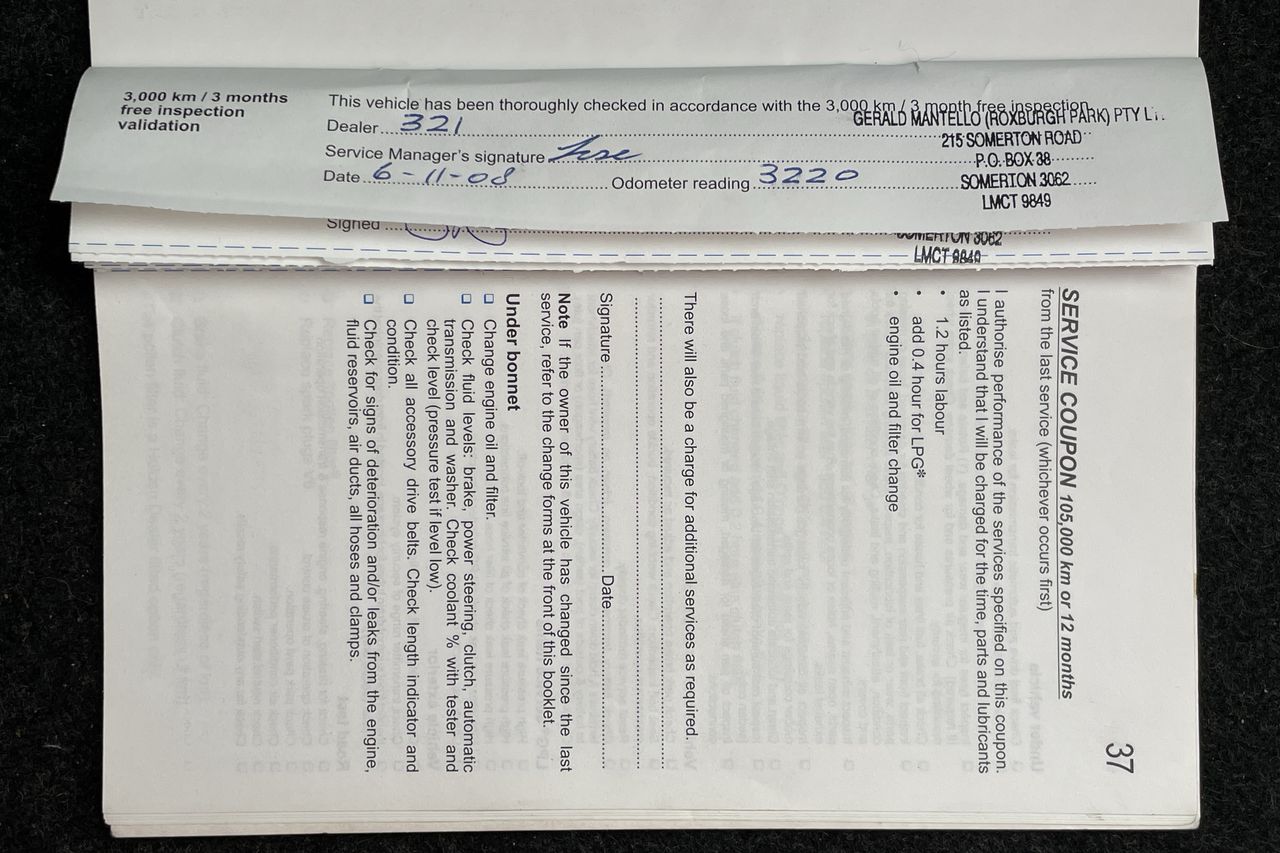 3,000 km / 3 months
free inspection
validation
This vehicle has been thoroughly checked in accordance with the 3,000 km / 3 month free inspection
GERALD MANTELLO (ROXBURGH PARK) PTY
Dealer 321
215 SOMERTON ROAD
Service Manager's signature
P.O. BOX 38
Date 6-11-08 Odometer reading 3220
SOMERTON 3062
LMCT 9849
Signed
SOMERTON 3062
LMCT 9849
37
SERVICE COUPON 105,000 km or 12 months
from the last service (whichever occurs first)
I authorise performance of the services specified on this coupon.
I understand that I will be charged for the time, parts and lubricants
as listed.
• 1.2 hours labour
• add 0.4 hour for LPG*
• engine oil and filter change
There will also be a charge for additional services as required.
Signature Date
Note If the owner of this vehicle has changed since the last
service, refer to the change forms at the front of this booklet.
Under bonnet
❑ Change engine oil and filter.
❑ Check fluid levels: brake, power steering, clutch, automatic
transmission and washer. Check coolant % with tester and
check level (pressure test if level low).
❑ Check all accessory drive belts. Check length indicator and
condition.
❑ Check for signs of deterioration and/or leaks from the engine,
fluid reservoirs, air ducts, all hoses and clamps.